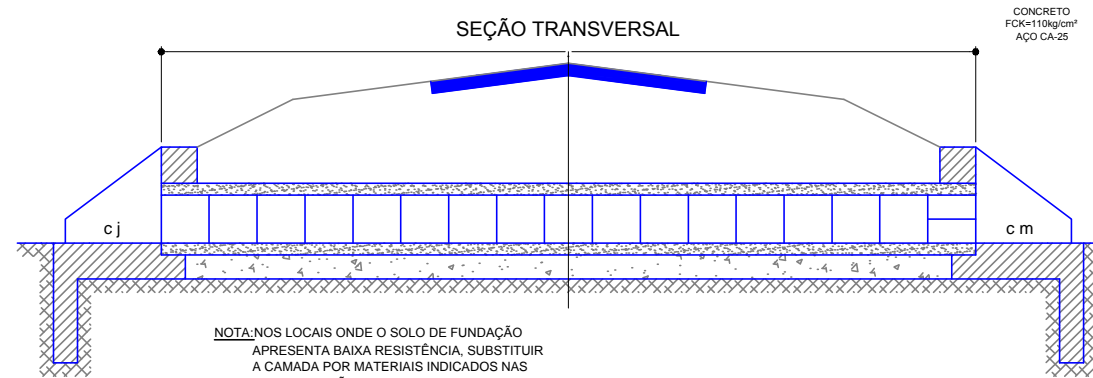 SEÇÃO TRANSVERSAL
CONCRETO
FCK=110kg/cm²
AÇO CA-25
c j
c m
NOTA:NOS LOCAIS ONDE O SOLO DE FUNDAÇÃO
APRESENTA BAIXA RESISTÊNCIA, SUBSTITUIR
A CAMADA POR MATERIAIS INDICADOS NAS